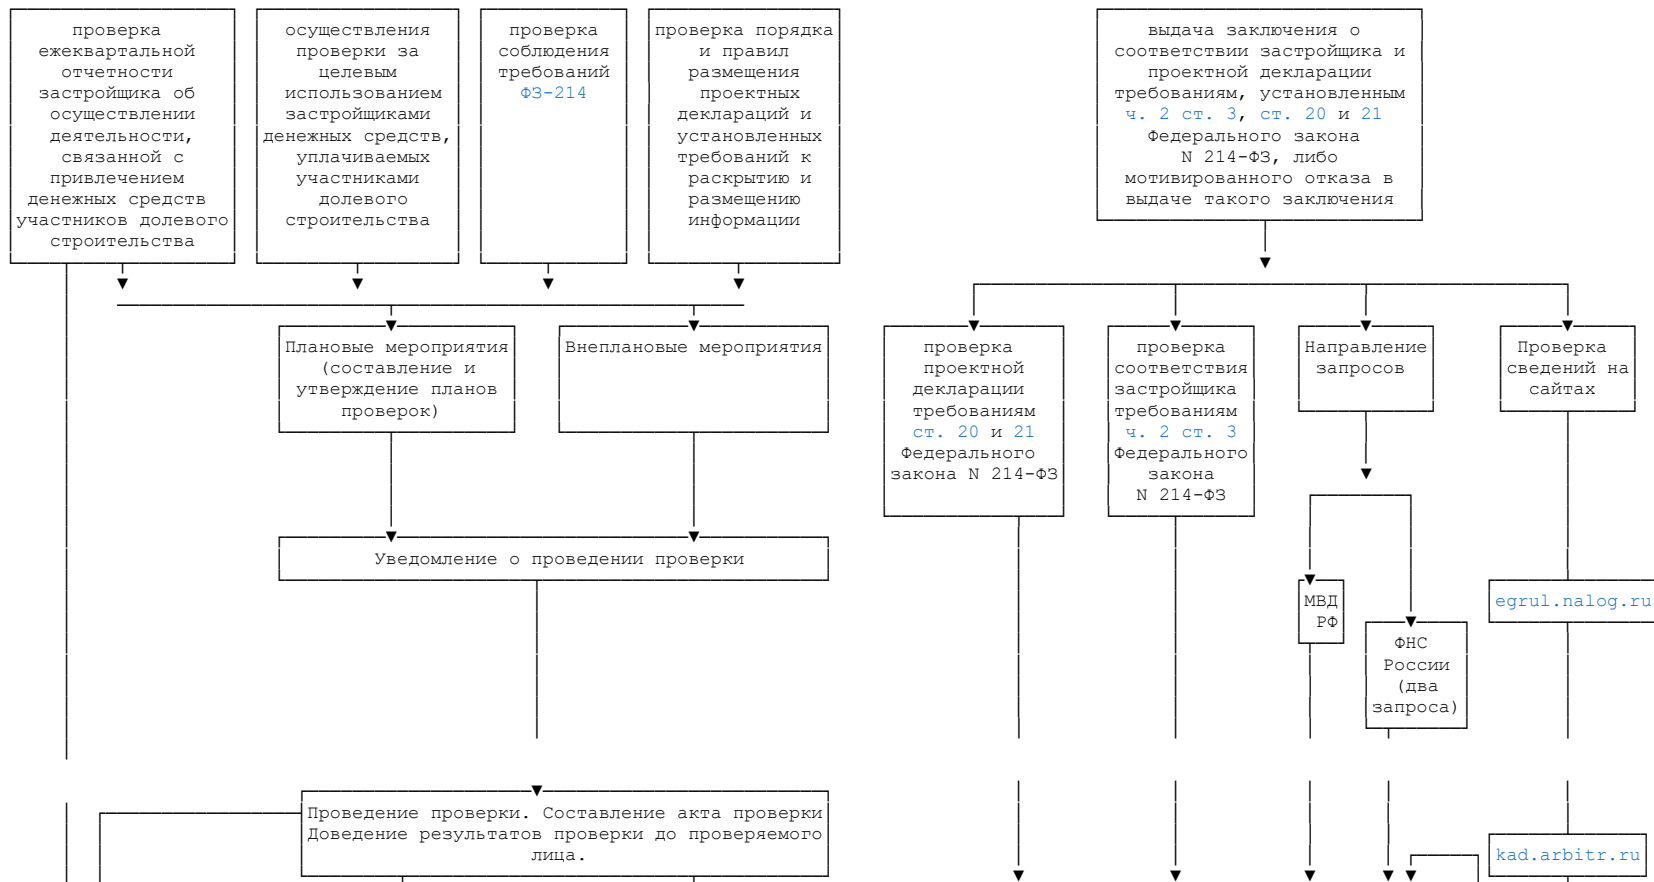 проверка
ежеквартальной
отчетности
застройщика об
осуществлении
деятельности,
связанной с
привлечением
денежных средств
участников долевого
строительства
осуществления
проверки за
целевым
использованием
застройщиками
денежных средств,
уплачиваемых
участниками
долевого
строительства
проверка
соблюдения
требований
ФЗ-214
проверка порядка
и правил
размещения
проектных
деклараций и
установленных
требований к
раскрытию и
размещению
информации
выдача заключения о
соответствии застройщика и
проектной декларации
требованиям, установленным
ч. 2 ст. 3, ст. 20 и 21
Федерального закона
N 214-ФЗ, либо
мотивированного отказа в
выдаче такого заключения
Плановые мероприятия
(составление и
утверждение планов
проверок)
Внеплановые мероприятия
проверка
проектной
декларации
требованиям
ст. 20 и 21
Федерального
закона N 214-ФЗ
проверка
соответствия
застройщика
требованиям
ч. 2 ст. 3
Федерального
закона
N 214-ФЗ
Направление
запросов
Проверка
сведений на
сайтах
Уведомление о проведении проверки
МВД
РФ
ФНС
России
(два
запроса)
egrul.nalog.ru
Проведение проверки. Составление акта проверки
Доведение результатов проверки до проверяемого
лица.
kad.arbitr.ru